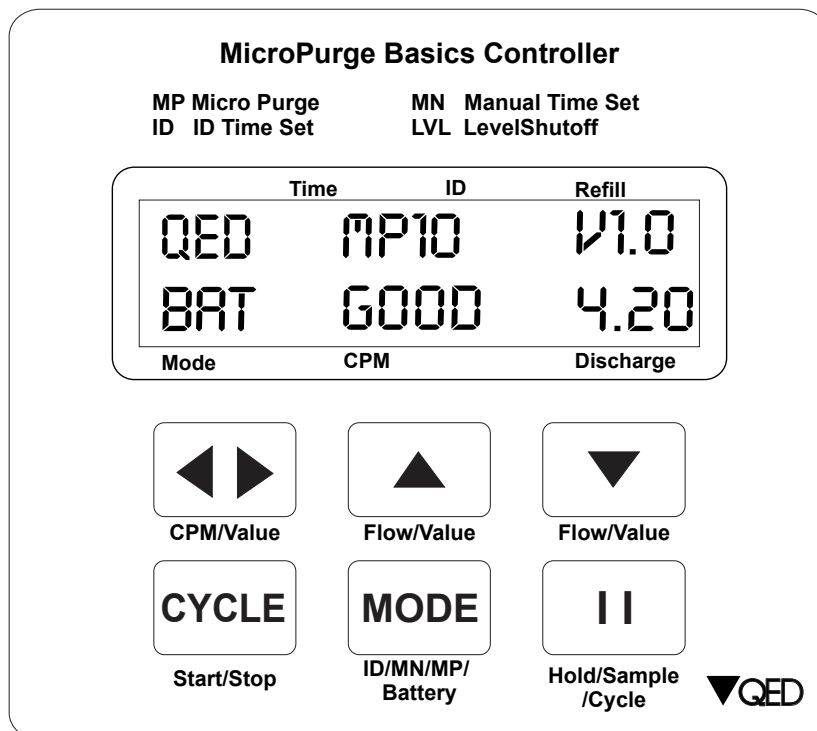 MicroPurge Basics Controller
MP Micro Purge MN Manual Time Set
ID ID Time Set LVL LevelShutoff
Time ID Refill
QED MP10 V1.0
BAT GOOD 4.20
Mode CPM Discharge
CPM/Value Flow/Value Flow/Value
CYCLE MODE II
Start/Stop ID/MN/MP/ Hold/Sample
Battery /Cycle
QED